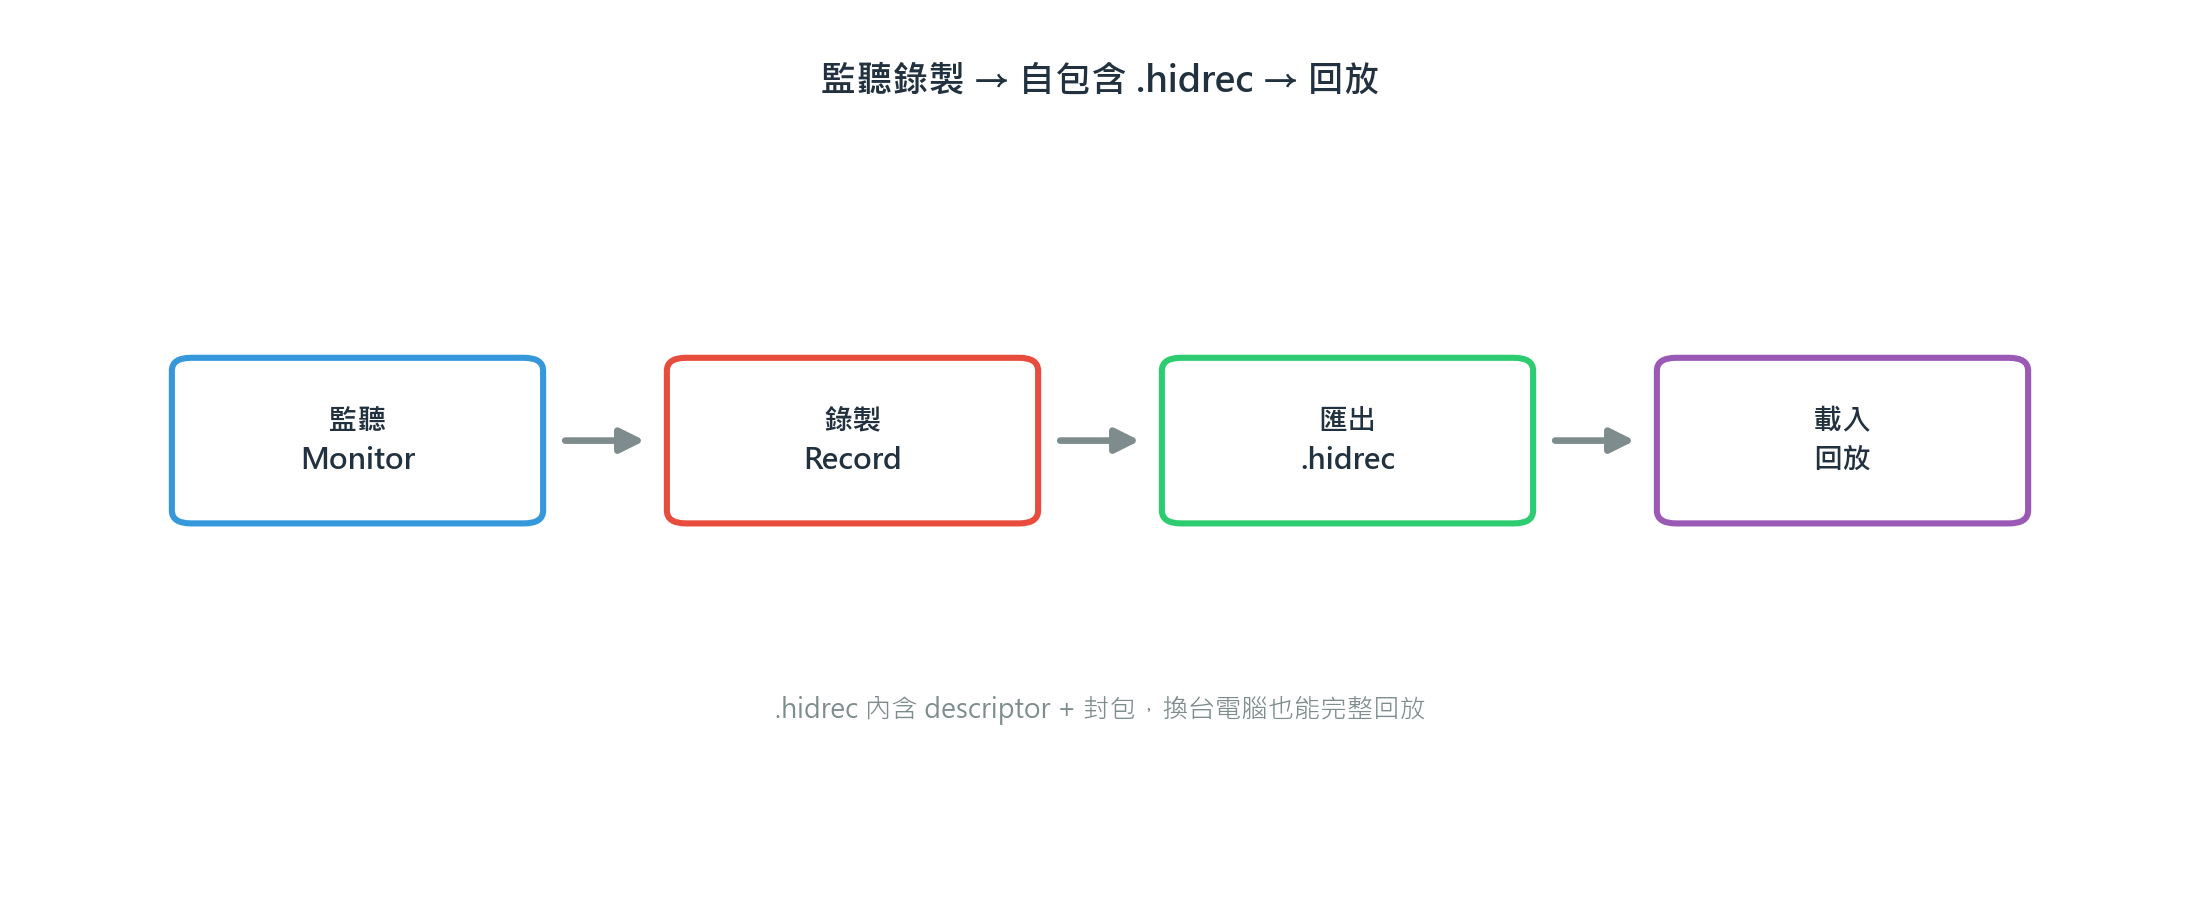 監聽錄製 → 自包含 .hidrec → 回放
監聽
Monitor
錄製
Record
匯出
.hidrec
載入
回放
.hidrec 內含 descriptor + 封包，換台電腦也能完整回放